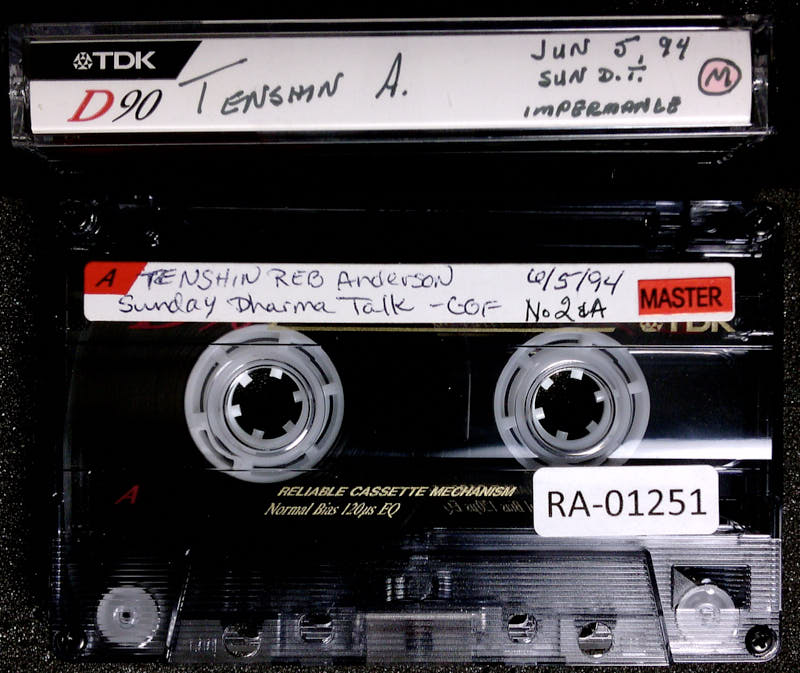 TDK
D90
TENSHIN A.
JUN 5, 94
SUN D.T.
IMPERMANCE
M
A
TENSHIN REB Anderson 6/5/94
Sunday Dharma Talk - GGF No 2&A
MASTER
TDK
A
RELIABLE CASSETTE MECHANISM
Normal Bias 120µs EQ
RA-01251